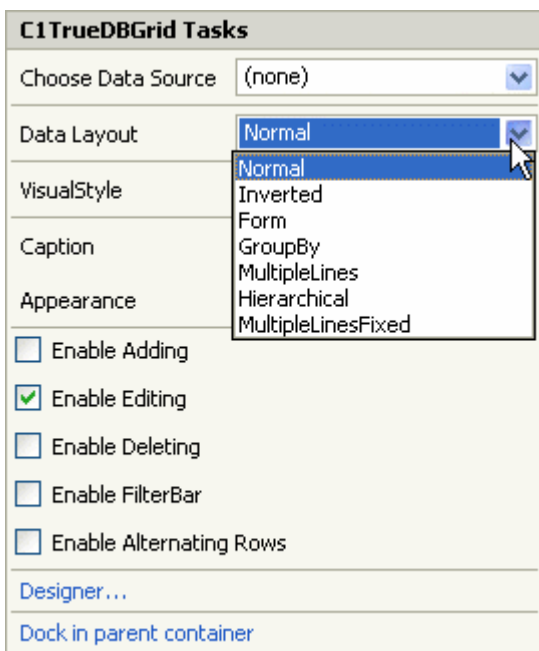 C1TrueDBGrid Tasks
Choose Data Source (none)
Data Layout Normal
Normal
VisualStyle
Inverted
Form
Caption
GroupBy
MultipleLines
Appearance
Hierarchical
MultipleLinesFixed
Enable Adding
Enable Editing
Enable Deleting
Enable FilterBar
Enable Alternating Rows
Designer...
Dock in parent container